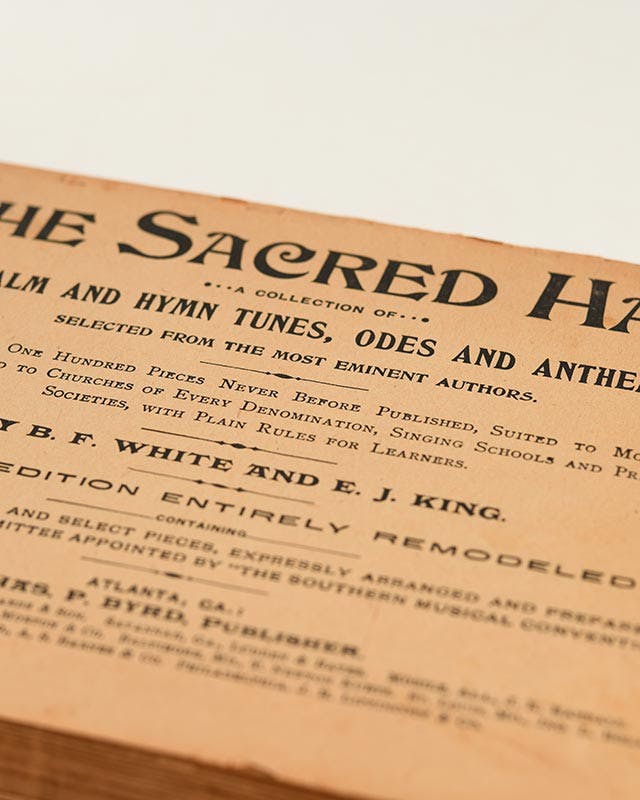 HE SACRED HA
A COLLECTION OF
ALM AND HYMN TUNES, ODES AND ANTHE
SELECTED FROM THE MOST EMINENT AUTHORS.
ONE HUNDRED PIECES NEVER BEFORE PUBLISHED, SUITED TO MO
D TO CHURCHES OF EVERY DENOMINATION, SINGING SCHOOLS AND PR
SOCIETIES, WITH PLAIN RULES FOR LEARNERS.
Y B. F. WHITE AND E. J. KING.
EDITION ENTIRELY REMODELED
CONTAINING
AND SELECT PIECES, EXPRESSLY ARRANGED AND PREPAR
MITTEE APPOINTED BY "THE SOUTHERN MUSICAL CONVENTI
ATLANTA, GA.:
HAS. P. BYRD, PUBLISHER.